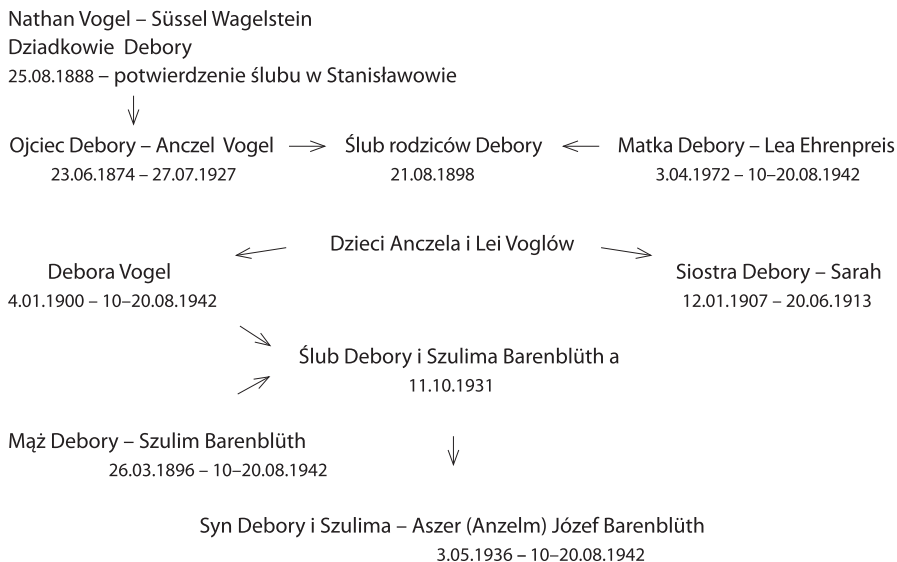 Nathan Vogel – Süssel Wagelstein
Dziadkowie Debory
25.08.1888 – potwierdzenie ślubu w Stanisławowie
Ojciec Debory – Anczel Vogel
23.06.1874 – 27.07.1927
Ślub rodziców Debory
21.08.1898
Matka Debory – Lea Ehrenpreis
3.04.1972 – 10–20.08.1942
Dzieci Anczela i Lei Voglów
Debora Vogel
4.01.1900 – 10–20.08.1942
Siostra Debory – Sarah
12.01.1907 – 20.06.1913
Ślub Debory i Szulima Barenblüth a
11.10.1931
Mąż Debory – Szulim Barenblüth
26.03.1896 – 10–20.08.1942
Syn Debory i Szulima – Aszer (Anzelm) Józef Barenblüth
3.05.1936 – 10–20.08.1942